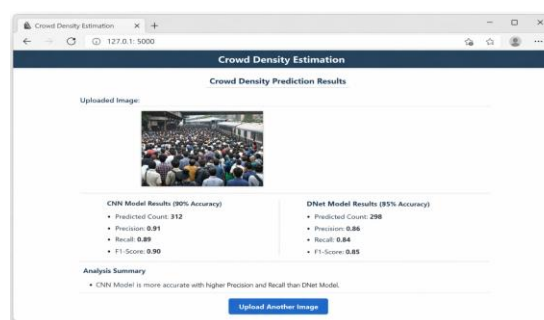 Crowd Density Estimation
127.0.1: 5000
Crowd Density Estimation
Crowd Density Prediction Results
Uploaded Image:
CNN Model Results (90% Accuracy)
• Predicted Count: 312
• Precision: 0.91
• Recall: 0.89
• F1-Score: 0.90
DNet Model Results (85% Accuracy)
• Predicted Count: 298
• Precision: 0.86
• Recall: 0.84
• F1-Score: 0.85
Analysis Summary
• CNN Model is more accurate with higher Precision and Recall than DNet Model.
Upload Another Image